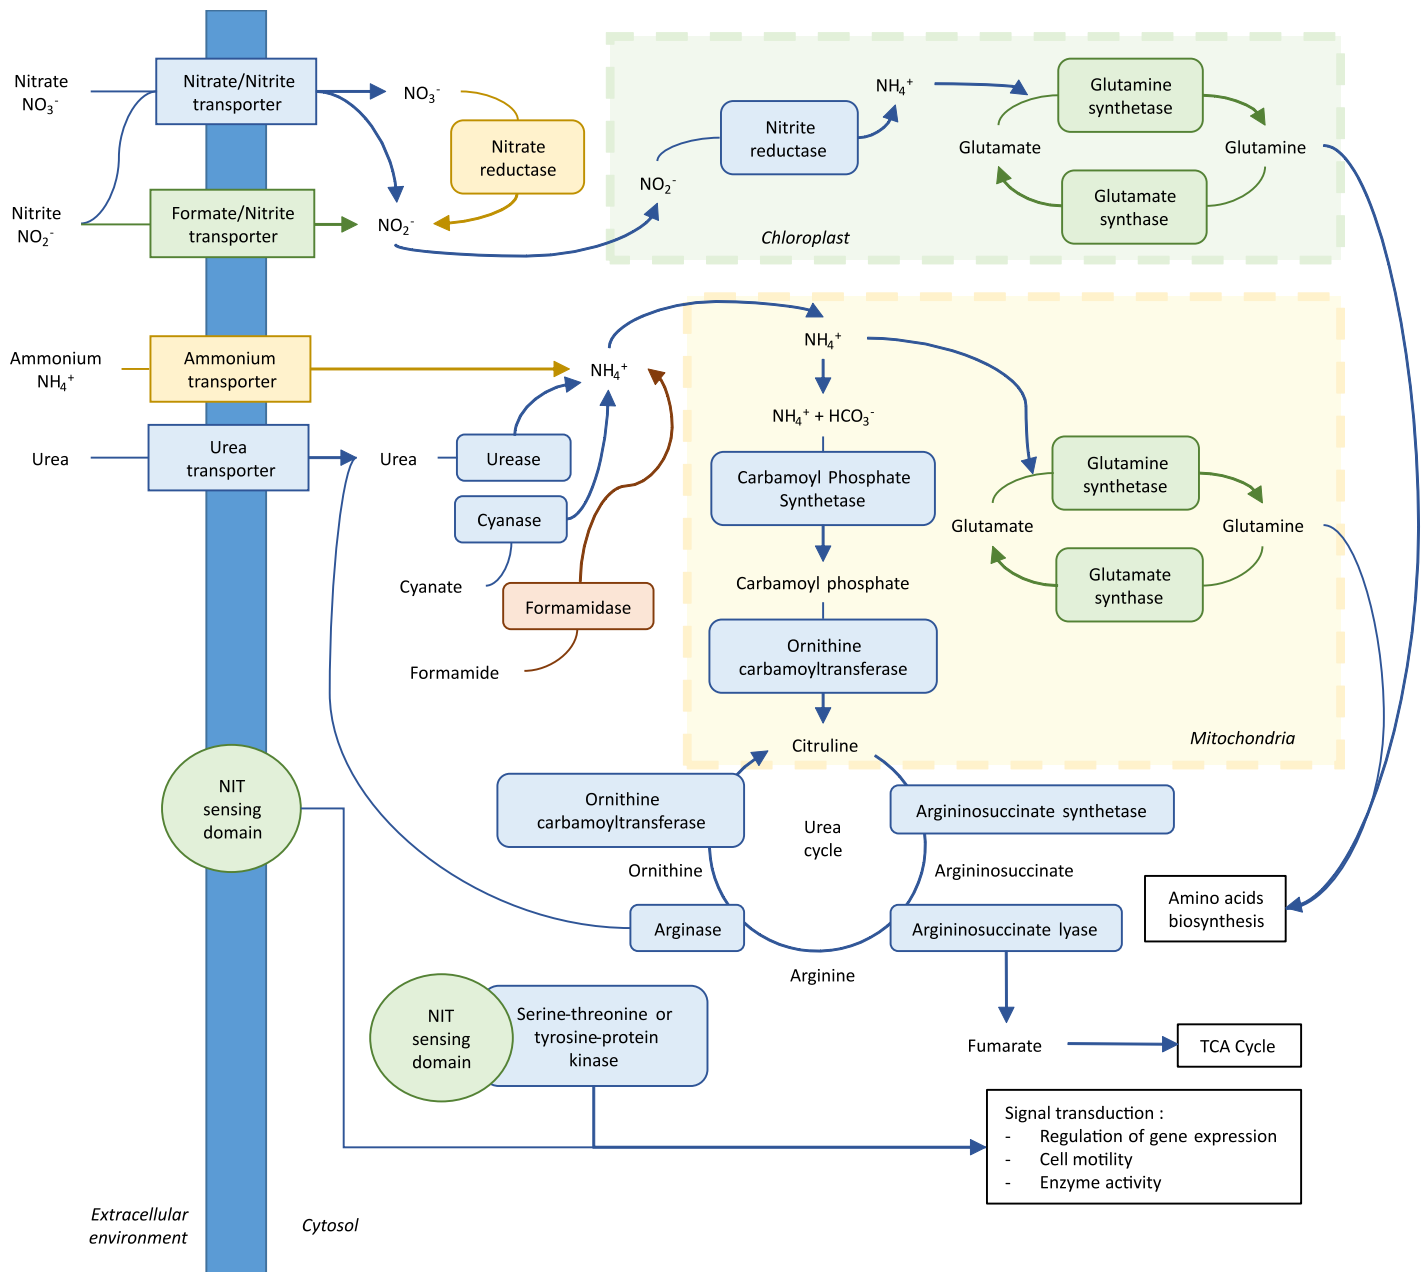 Nitrate
NO3-
Nitrate/Nitrite
transporter
NO3-
Nitrate
reductase
Nitrite
NO2-
Formate/Nitrite
transporter
NO2-
NO2-
Nitrite
reductase
NH4+
Glutamine
synthetase
Glutamate
Glutamine
Glutamate
synthase
Chloroplast
Ammonium
NH4+
Ammonium
transporter
NH4+
Urea
Urea
transporter
Urea
Urease
Cyanase
Cyanate
Formamidase
Formamide
NH4+
NH4+ + HCO3-
Carbamoyl Phosphate
Synthetase
Carbamoyl phosphate
Ornithine
carbamoyltransferase
Citruline
Glutamine
synthetase
Glutamate
Glutamine
Glutamate
synthase
Mitochondria
NIT
sensing
domain
Ornithine
carbamoyltransferase
Urea
cycle
Argininosuccinate synthetase
Ornithine
Argininosuccinate
Arginase
Argininosuccinate lyase
Arginine
Amino acids
biosynthesis
NIT
sensing
domain
Serine-threonine or
tyrosine-protein
kinase
Fumarate
TCA Cycle
Signal transduction :
- Regulation of gene expression
- Cell motility
- Enzyme activity
Extracellular
environment
Cytosol